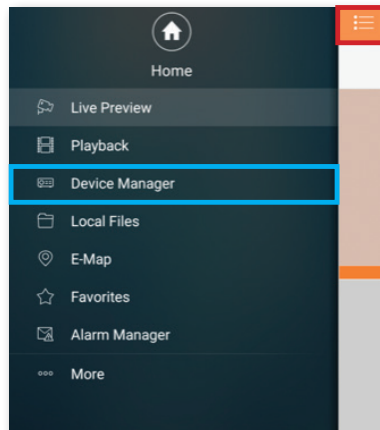 Home
Live Preview
Playback
Device Manager
Local Files
E-Map
Favorites
Alarm Manager
More